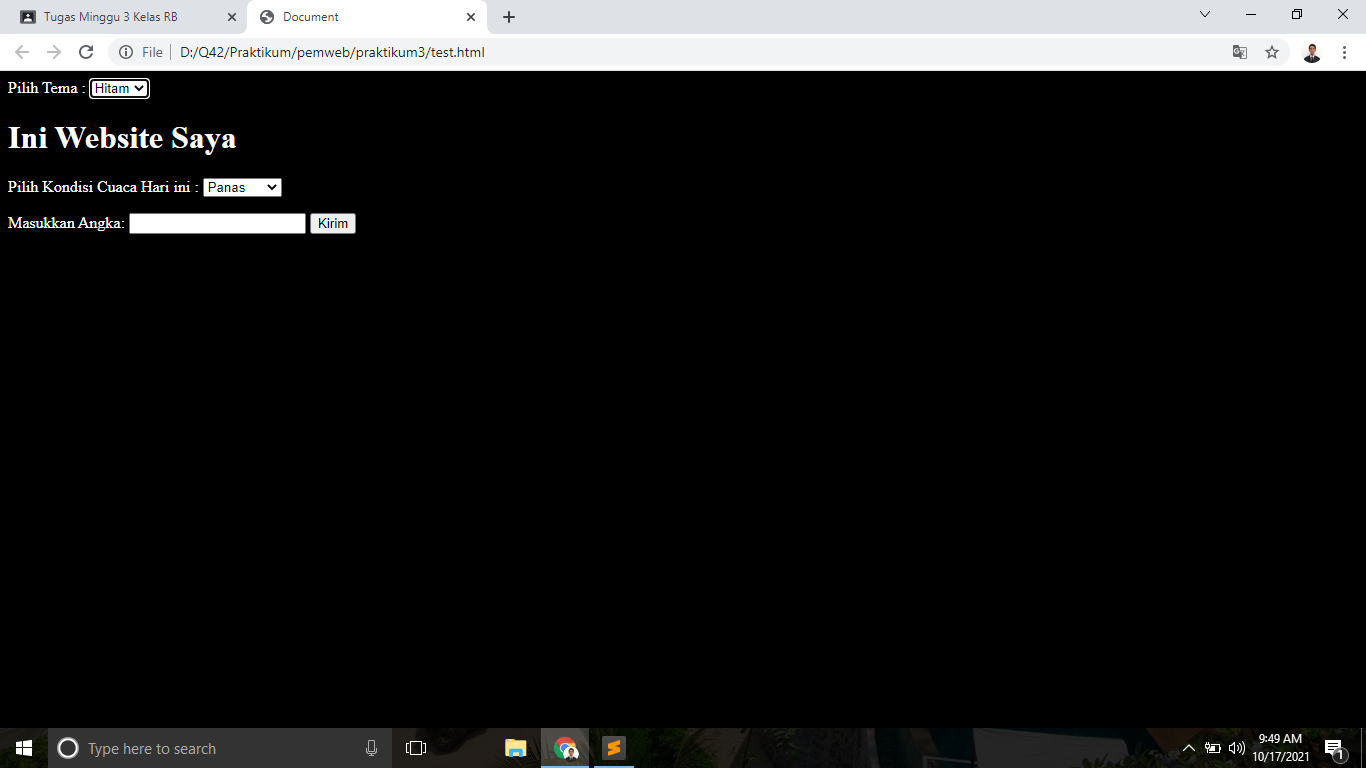 Tugas Minggu 3 Kelas RB
Document
File
D:/Q42/Praktikum/pemweb/praktikum3/test.html
Pilih Tema : Hitam
Ini Website Saya
Pilih Kondisi Cuaca Hari ini : Panas
Masukkan Angka: Kirim
Type here to search
9:49 AM
10/17/2021
1